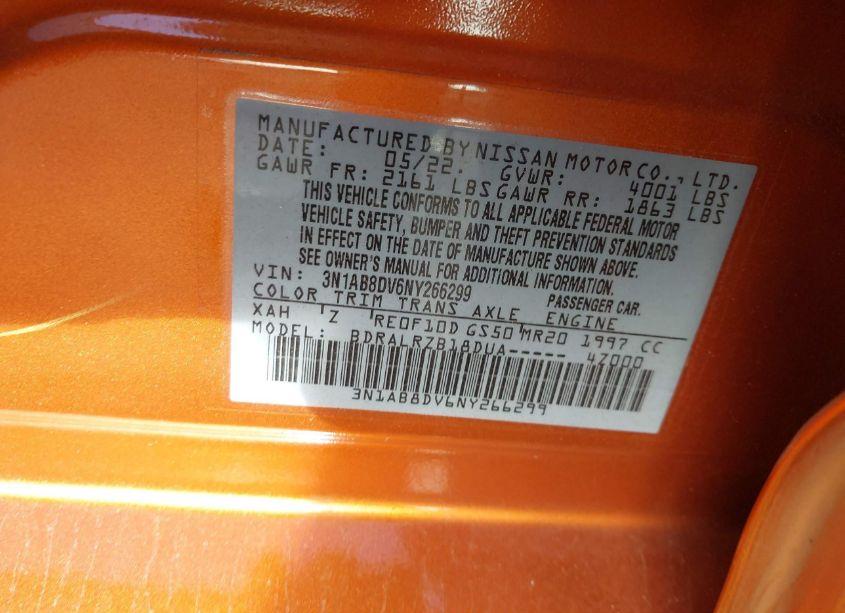 MANUFACTURED BY NISSAN MOTOR CO., LTD.
DATE: 05/22. GVWR: 4001 LBS
GAWR FR: 2161 LBS GAWR RR: 1863 LBS
THIS VEHICLE CONFORMS TO ALL APPLICABLE FEDERAL MOTOR
VEHICLE SAFETY, BUMPER AND THEFT PREVENTION STANDARDS
IN EFFECT ON THE DATE OF MANUFACTURE SHOWN ABOVE.
SEE OWNER'S MANUAL FOR ADDITIONAL INFORMATION.
VIN: 3N1AB8DV6NY266299 PASSENGER CAR.
COLOR TRIM TRANS AXLE ENGINE
XAH Z RE0F10D GS50 MR20 1997 CC
MODEL: BDRALRZB18DUA----- 4Z000
3N1AB8DV6NY266299